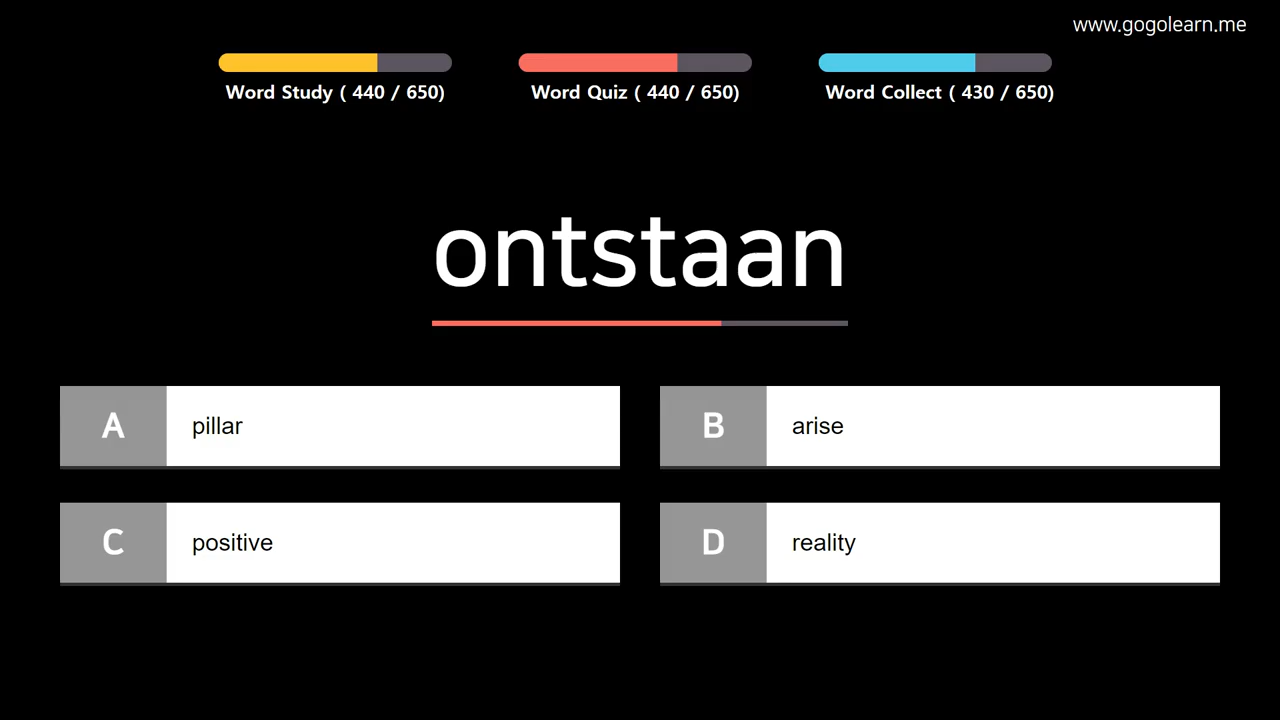 www.gogolearn.me
Word Study ( 440 / 650)
Word Quiz ( 440 / 650)
Word Collect ( 430 / 650)
ontstaan
A pillar
B arise
C positive
D reality